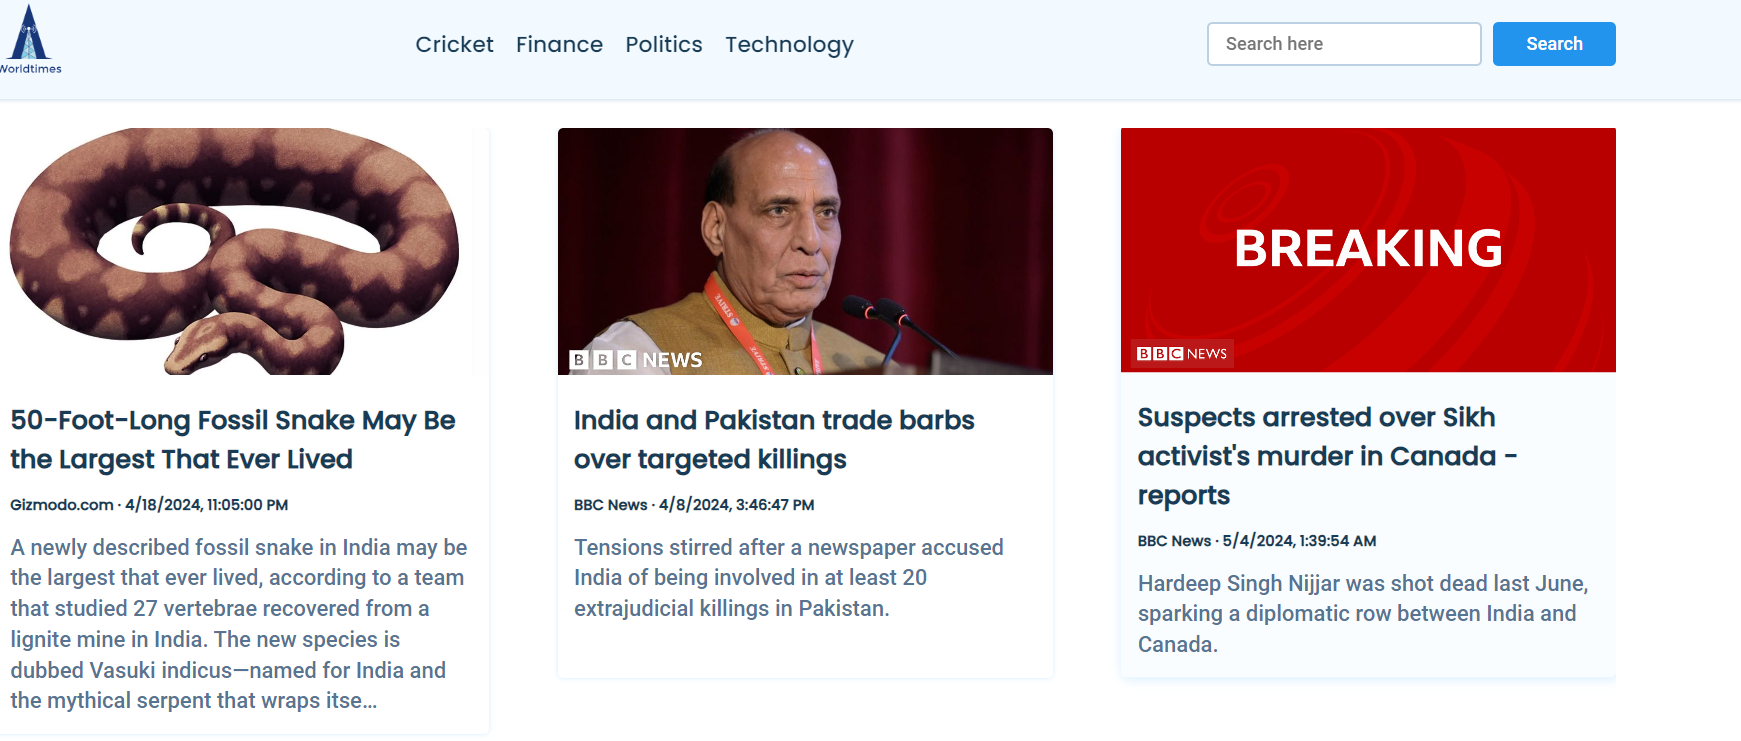 Worldtimes
Cricket Finance Politics Technology
Search here
Search
STRIVE
STRIVE
BBC NEWS
50-Foot-Long Fossil Snake May Be
the Largest That Ever Lived
Gizmodo.com · 4/18/2024, 11:05:00 PM
A newly described fossil snake in India may be
the largest that ever lived, according to a team
that studied 27 vertebrae recovered from a
lignite mine in India. The new species is
dubbed Vasuki indicus—named for India and
the mythical serpent that wraps itse…
India and Pakistan trade barbs
over targeted killings
BBC News · 4/8/2024, 3:46:47 PM
Tensions stirred after a newspaper accused
India of being involved in at least 20
extrajudicial killings in Pakistan.
BREAKING
BBC NEWS
Suspects arrested over Sikh
activist's murder in Canada -
reports
BBC News · 5/4/2024, 1:39:54 AM
Hardeep Singh Nijjar was shot dead last June,
sparking a diplomatic row between India and
Canada.